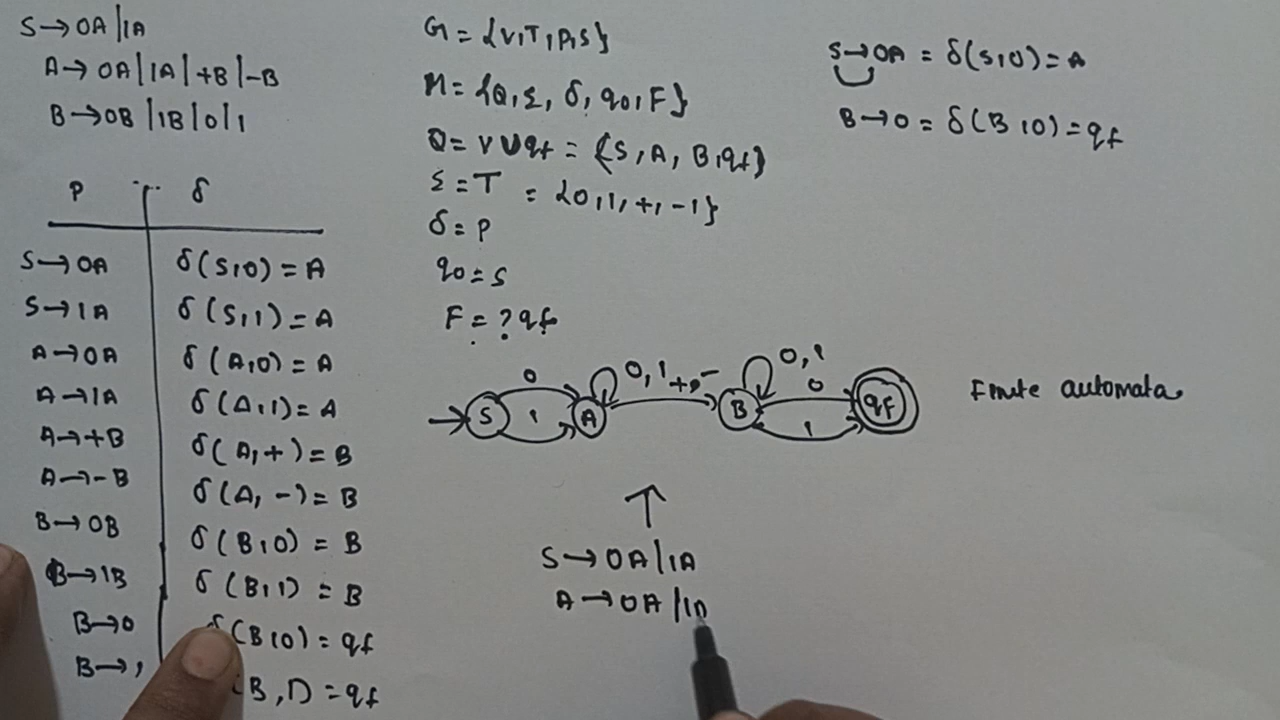 S→0A|1A
A→0A|1A|+B|-B
B→0B|1B|0|1
P δ
S→0A δ(S,0)=A
S→1A δ(S,1)=A
A→0A δ(A,0)=A
A→1A δ(A,1)=A
A→+B δ(A,+)=B
A→-B δ(A,-)=B
B→0B δ(B,0)=B
B→1B δ(B,1)=B
B→0 δ(B,0)=qf
B→1 (B,1)=qf
G={V,T,P,S}
M={Q,Σ,δ,q0,F}
Q=V∪qf={S,A,B,qf}
Σ=T={0,1,+,-1}
δ=P
q0=S
F=?qf
S→0A=δ(S,0)=A
B→0=δ(B,0)=qf
S 0 1 A 0,1 +,- B 0,1 0 1 qf
Finite automata
S→0A|1A
A→0A|1